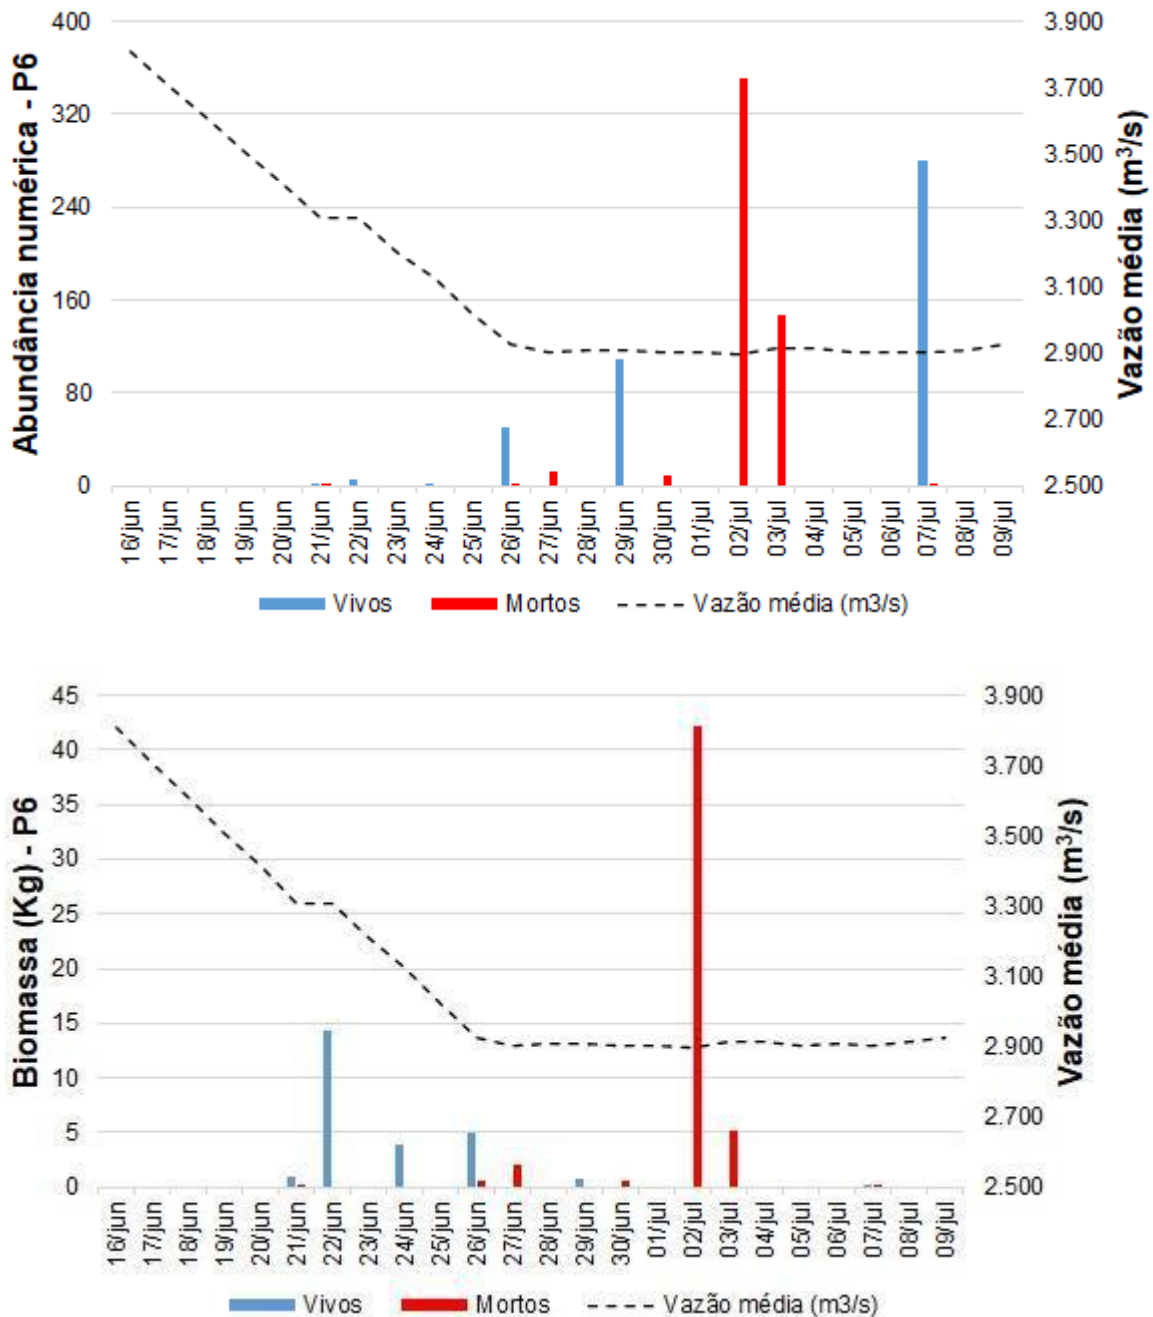 Abundância numérica - P6
400
320
240
160
80
0
3.900
3.700
3.500
3.300
3.100
2.900
2.700
2.500
Vazão média (m³/s)
16/jun
17/jun
18/jun
19/jun
20/jun
21/jun
22/jun
23/jun
24/jun
25/jun
26/jun
27/jun
28/jun
29/jun
30/jun
01/jul
02/jul
03/jul
04/jul
05/jul
06/jul
07/jul
08/jul
09/jul
Vivos Mortos Vazão média (m3/s)
Biomassa (Kg) - P6
45
40
35
30
25
20
15
10
5
0
3.900
3.700
3.500
3.300
3.100
2.900
2.700
2.500
Vazão média (m³/s)
16/jun
17/jun
18/jun
19/jun
20/jun
21/jun
22/jun
23/jun
24/jun
25/jun
26/jun
27/jun
28/jun
29/jun
30/jun
01/jul
02/jul
03/jul
04/jul
05/jul
06/jul
07/jul
08/jul
09/jul
Vivos Mortos Vazão média (m3/s)